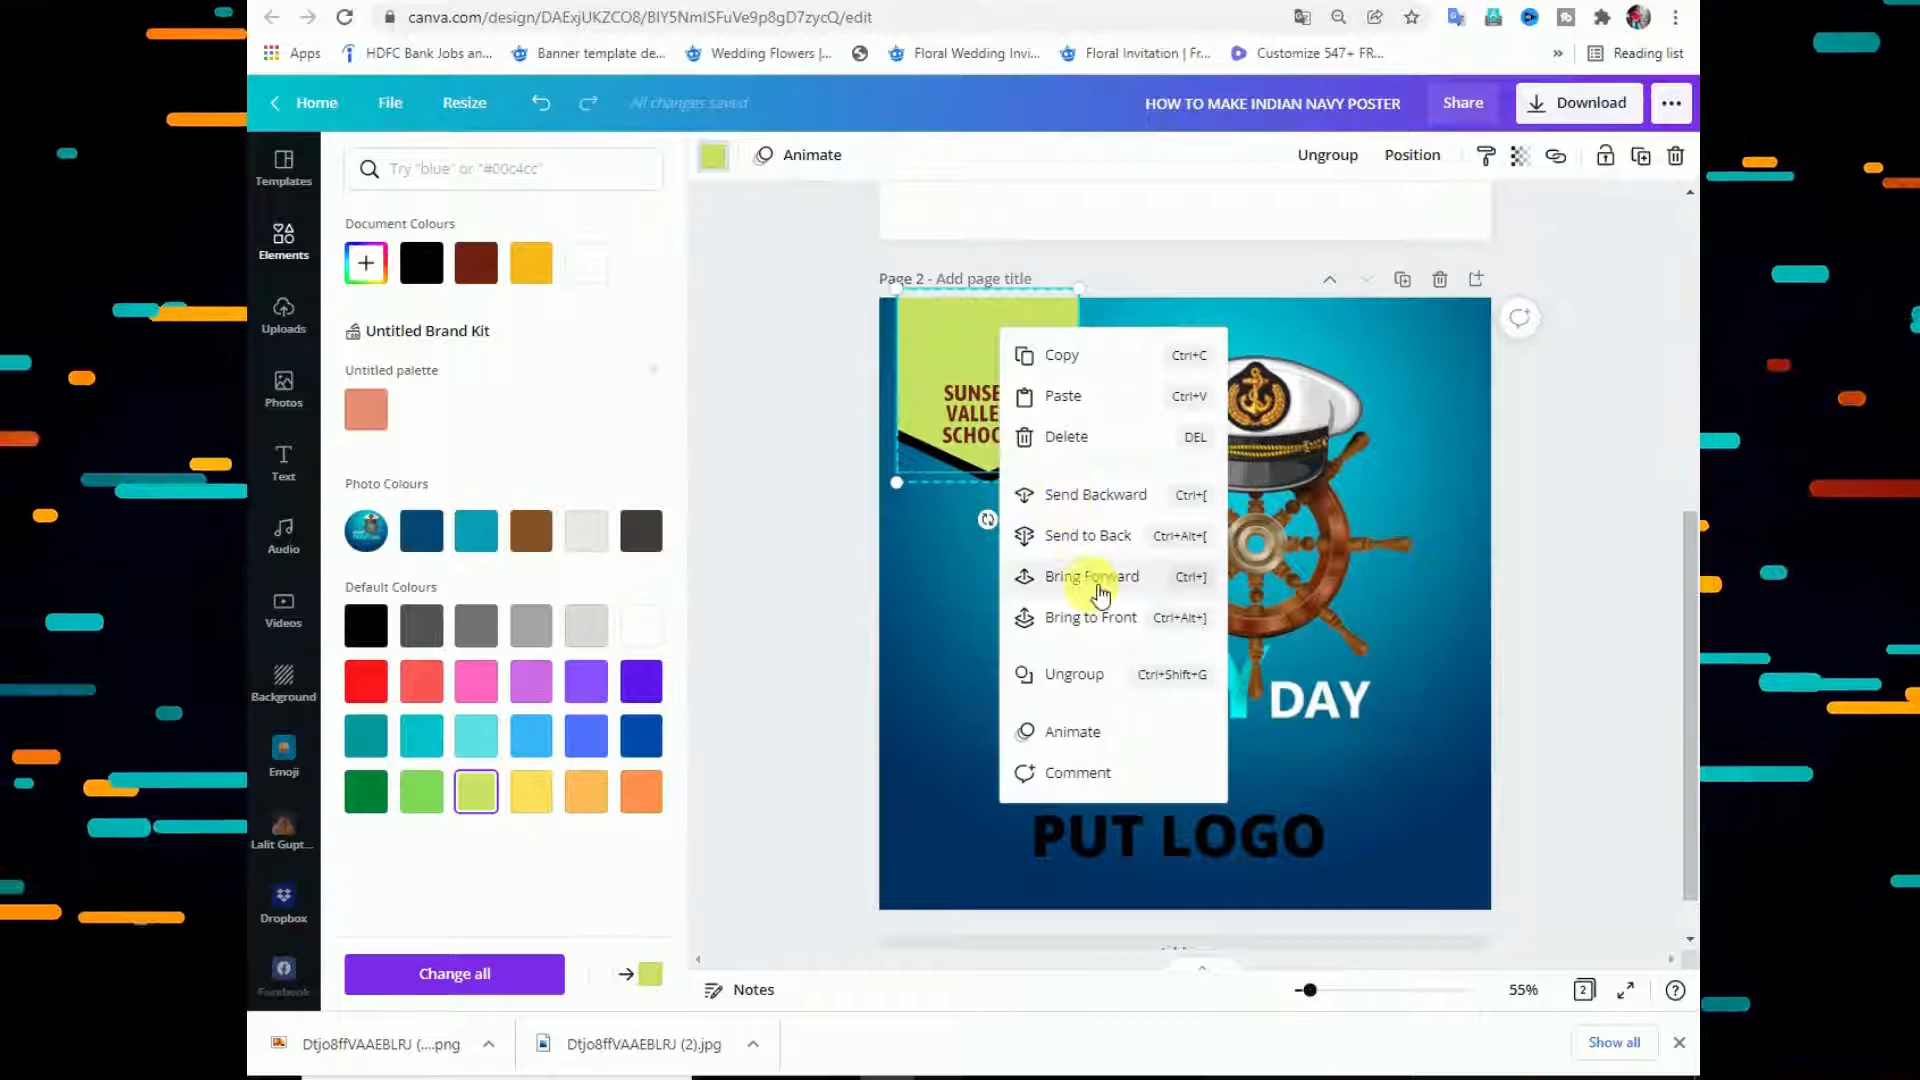 canva.com/design/DAExjUKZCO8/BIY5NmISFuVe9p8gD7zycQ/edit
Apps
HDFC Bank Jobs an...
Banner template de...
Wedding Flowers |...
Floral Wedding Invi...
Floral Invitation | Fr...
Customize 547+ FR...
»
Reading list
Home
File
Resize
All changes saved
HOW TO MAKE INDIAN NAVY POSTER
Share
Download
Templates
Elements
Uploads
Photos
Text
Audio
Videos
Background
Emoji
Lalit Gupt...
Dropbox
Facebook
Try "blue" or "#00c4cc"
Document Colours
Untitled Brand Kit
Untitled palette
Photo Colours
Default Colours
Change all
Animate
Ungroup
Position
Page 2 - Add page title
SUNSE
VALLE
SCHOO
Copy Ctrl+C
Paste Ctrl+V
Delete DEL
Send Backward Ctrl+[
Send to Back Ctrl+Alt+[
Bring Forward Ctrl+]
Bring to Front Ctrl+Alt+]
Ungroup Ctrl+Shift+G
Animate
Comment
Y DAY
PUT LOGO
Notes
55%
2
Dtjo8ffVAAEBLRJ (....png
Dtjo8ffVAAEBLRJ (2).jpg
Show all